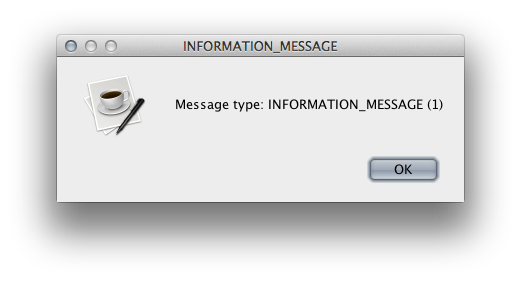 INFORMATION_MESSAGE
Message type: INFORMATION_MESSAGE (1)
OK